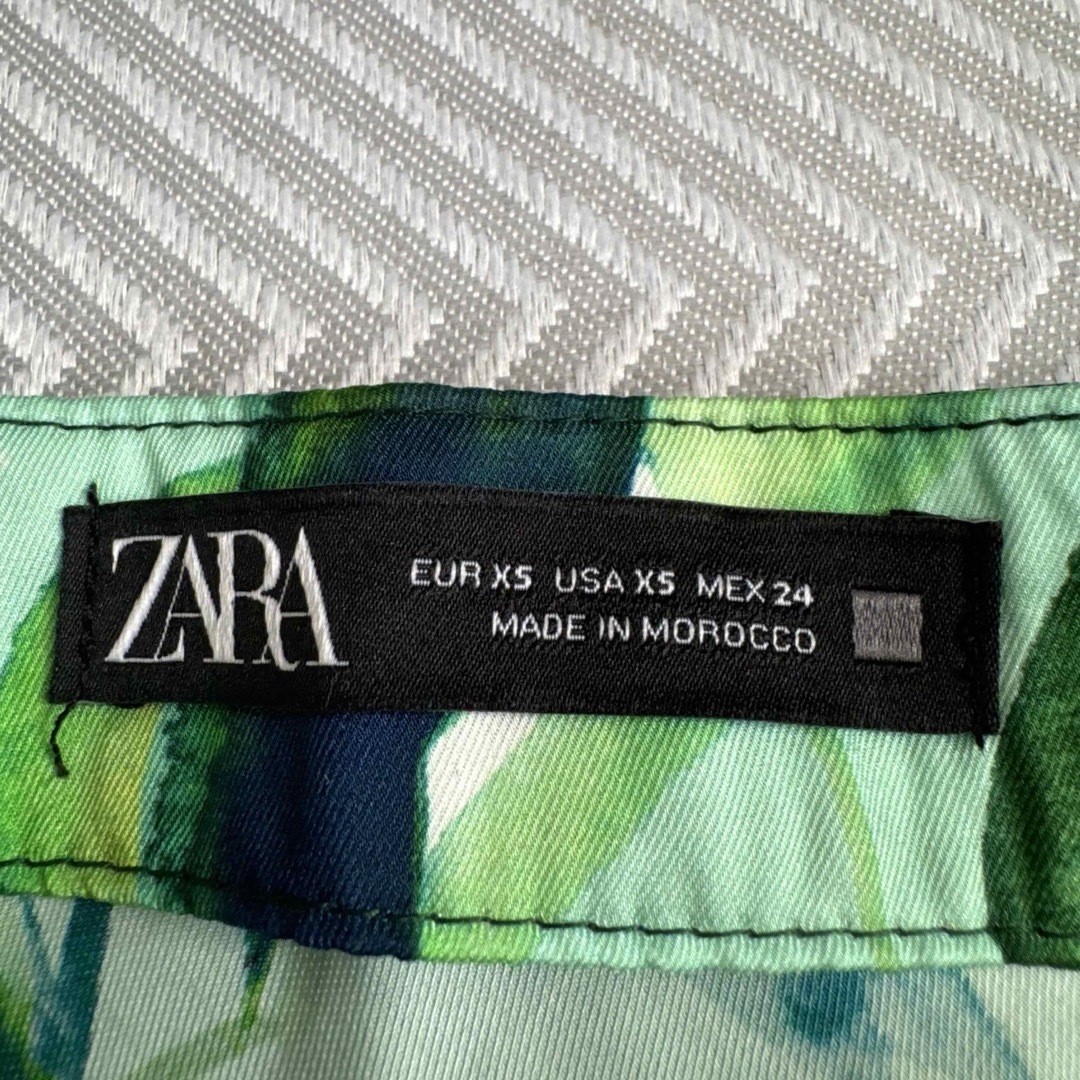 ZARA
EUR XS USA XS MEX 24
MADE IN MOROCCO